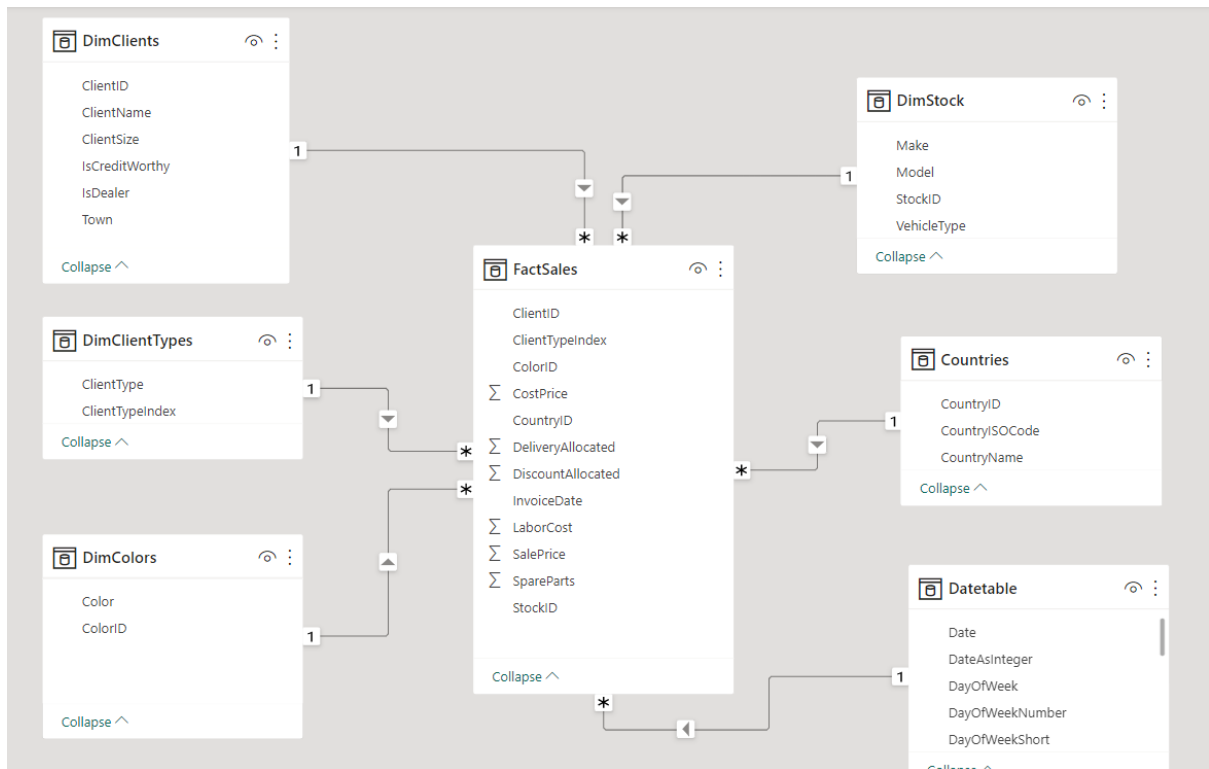 DimClients
ClientID
ClientName
ClientSize
IsCreditWorthy
IsDealer
Town
Collapse
1
DimStock
Make
Model
StockID
VehicleType
Collapse
1
*
*
FactSales
ClientID
ClientTypeIndex
ColorID
Σ CostPrice
CountryID
Σ DeliveryAllocated
Σ DiscountAllocated
InvoiceDate
Σ LaborCost
Σ SalePrice
Σ SpareParts
StockID
Collapse
DimClientTypes
ClientType
ClientTypeIndex
Collapse
1
*
Countries
CountryID
CountryISOCode
CountryName
Collapse
1
*
DimColors
Color
ColorID
Collapse
1
*
Datetable
Date
DateAsInteger
DayOfWeek
DayOfWeekNumber
DayOfWeekShort
Collapse
1
*